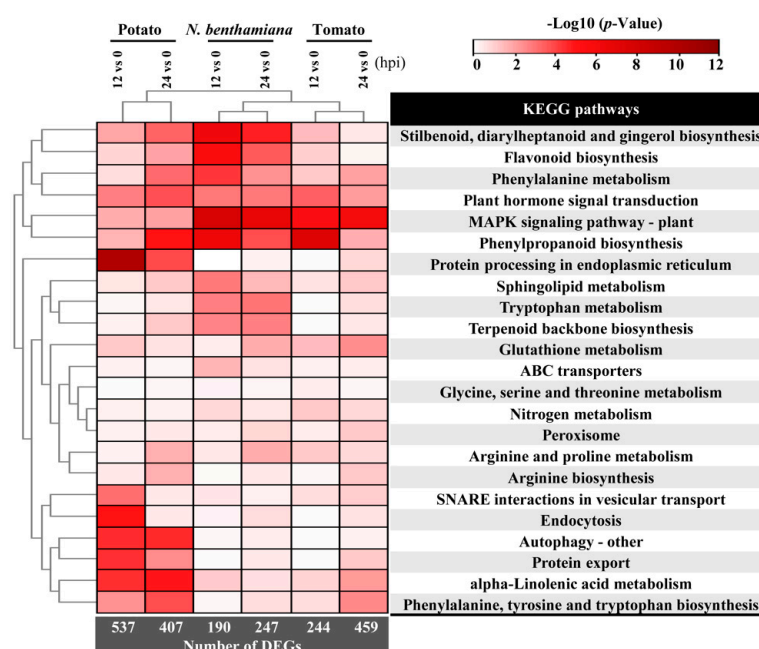 Potato N. benthamiana Tomato
12 vs 0 24 vs 0 12 vs 0 24 vs 0 12 vs 0 24 vs 0 (hpi)
-Log10 (p-Value)
0 2 4 6 8 10 12
KEGG pathways
Stilbenoid, diarylheptanoid and gingerol biosynthesis
Flavonoid biosynthesis
Phenylalanine metabolism
Plant hormone signal transduction
MAPK signaling pathway - plant
Phenylpropanoid biosynthesis
Protein processing in endoplasmic reticulum
Sphingolipid metabolism
Tryptophan metabolism
Terpenoid backbone biosynthesis
Glutathione metabolism
ABC transporters
Glycine, serine and threonine metabolism
Nitrogen metabolism
Peroxisome
Arginine and proline metabolism
Arginine biosynthesis
SNARE interactions in vesicular transport
Endocytosis
Autophagy - other
Protein export
alpha-Linolenic acid metabolism
Phenylalanine, tyrosine and tryptophan biosynthesis
537 407 190 247 244 459
Number of DEGs